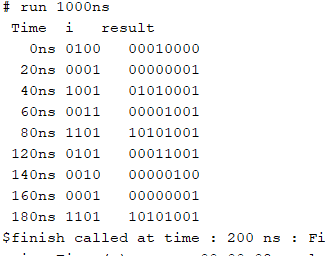 # run 1000ns
Time i result
0ns 0100 00010000
20ns 0001 00000001
40ns 1001 01010001
60ns 0011 00001001
80ns 1101 10101001
120ns 0101 00011001
140ns 0010 00000100
160ns 0001 00000001
180ns 1101 10101001
$finish called at time : 200 ns : Fi